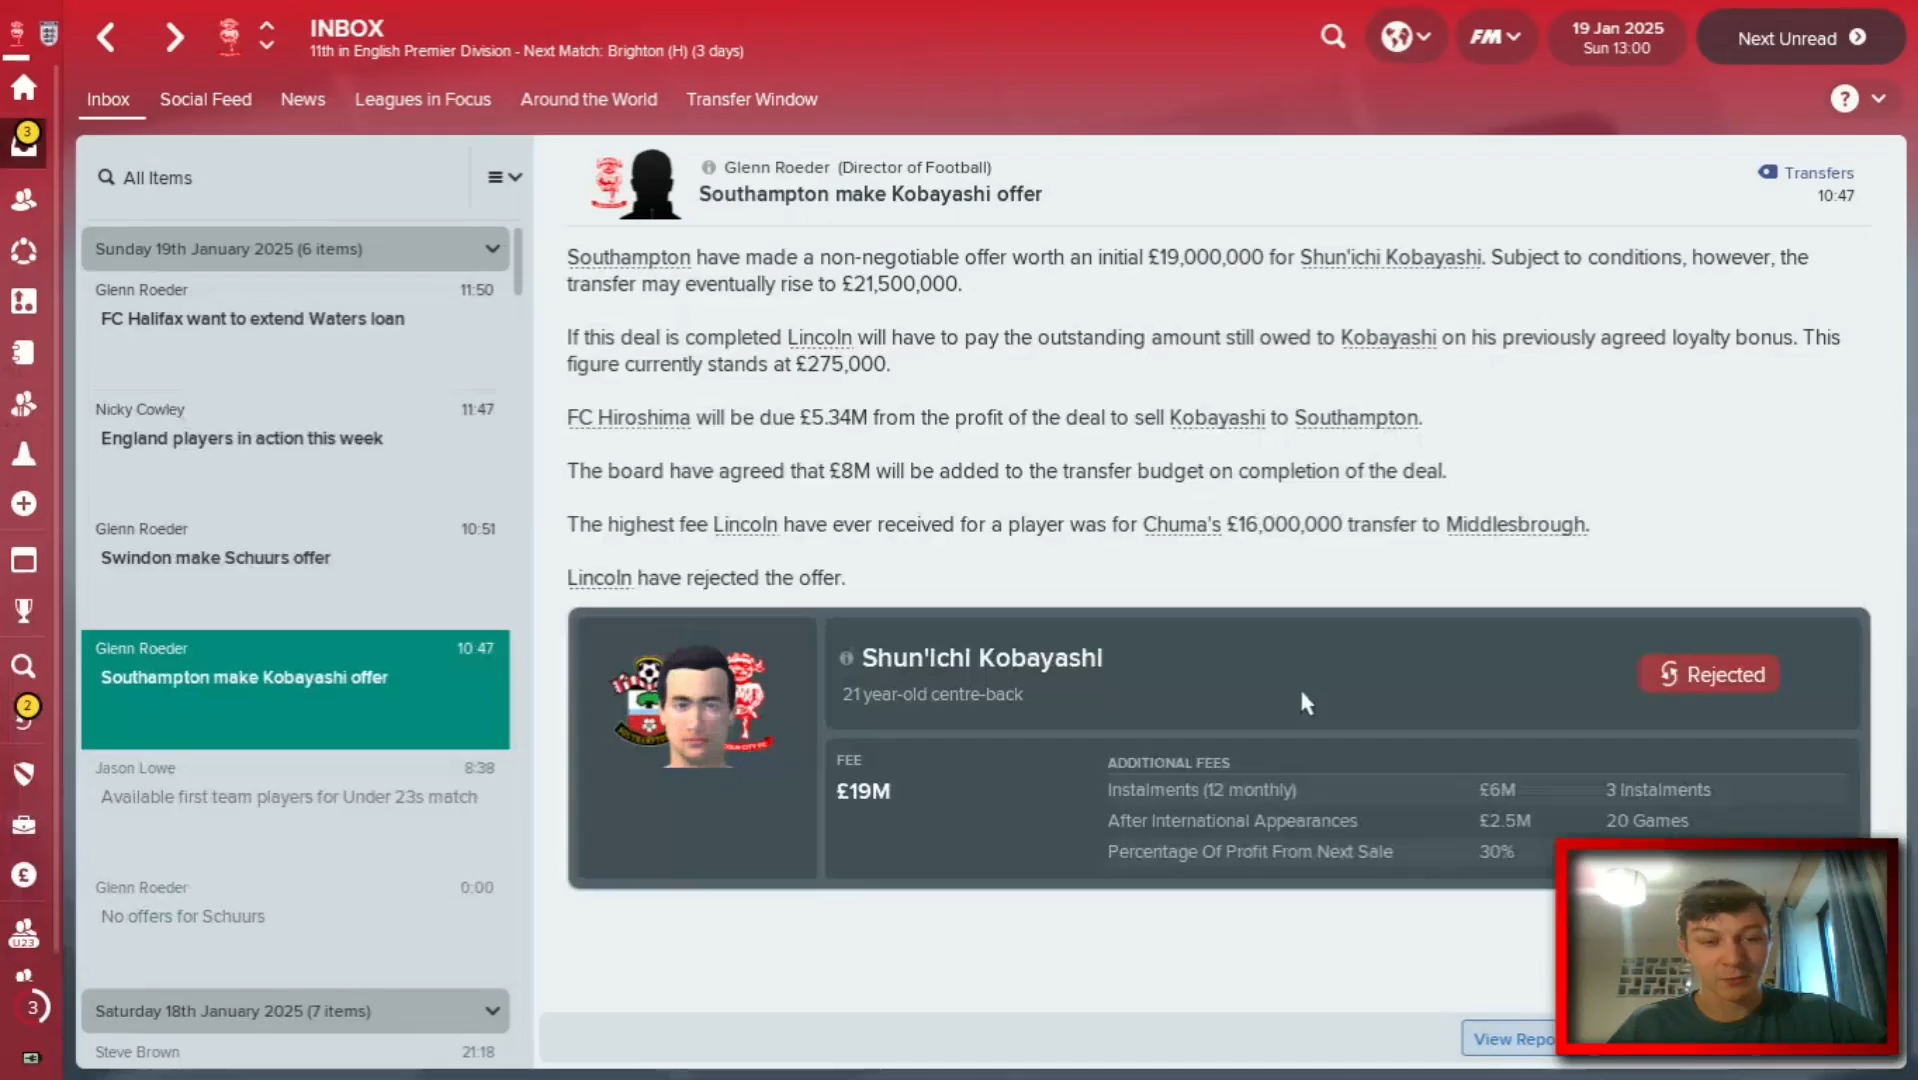 INBOX
11th in English Premier Division - Next Match: Brighton (H) (3 days)
FM
19 Jan 2025
Sun 13:00
Next Unread
Inbox
Social Feed
News
Leagues in Focus
Around the World
Transfer Window
?
3
All Items
Sunday 19th January 2025 (6 items)
Glenn Roeder
11:50
FC Halifax want to extend Waters loan
Nicky Cowley
11:47
England players in action this week
Glenn Roeder
10:51
Swindon make Schuurs offer
Glenn Roeder
10:47
Southampton make Kobayashi offer
2
Jason Lowe
8:38
Available first team players for Under 23s match
Glenn Roeder
0:00
No offers for Schuurs
£
U23
3
Saturday 18th January 2025 (7 items)
Steve Brown
21:18
Glenn Roeder (Director of Football)
Southampton make Kobayashi offer
Transfers
10:47
Southampton have made a non-negotiable offer worth an initial £19,000,000 for Shun'ichi Kobayashi. Subject to conditions, however, the
transfer may eventually rise to £21,500,000.
If this deal is completed Lincoln will have to pay the outstanding amount still owed to Kobayashi on his previously agreed loyalty bonus. This
figure currently stands at £275,000.
FC Hiroshima will be due £5.34M from the profit of the deal to sell Kobayashi to Southampton.
The board have agreed that £8M will be added to the transfer budget on completion of the deal.
The highest fee Lincoln have ever received for a player was for Chuma's £16,000,000 transfer to Middlesbrough.
Lincoln have rejected the offer.
Shun'ichi Kobayashi
21 year-old centre-back
Rejected
FEE
£19M
ADDITIONAL FEES
Instalments (12 monthly)
£6M
3 Instalments
After International Appearances
£2.5M
20 Games
Percentage Of Profit From Next Sale
30%
View Repo